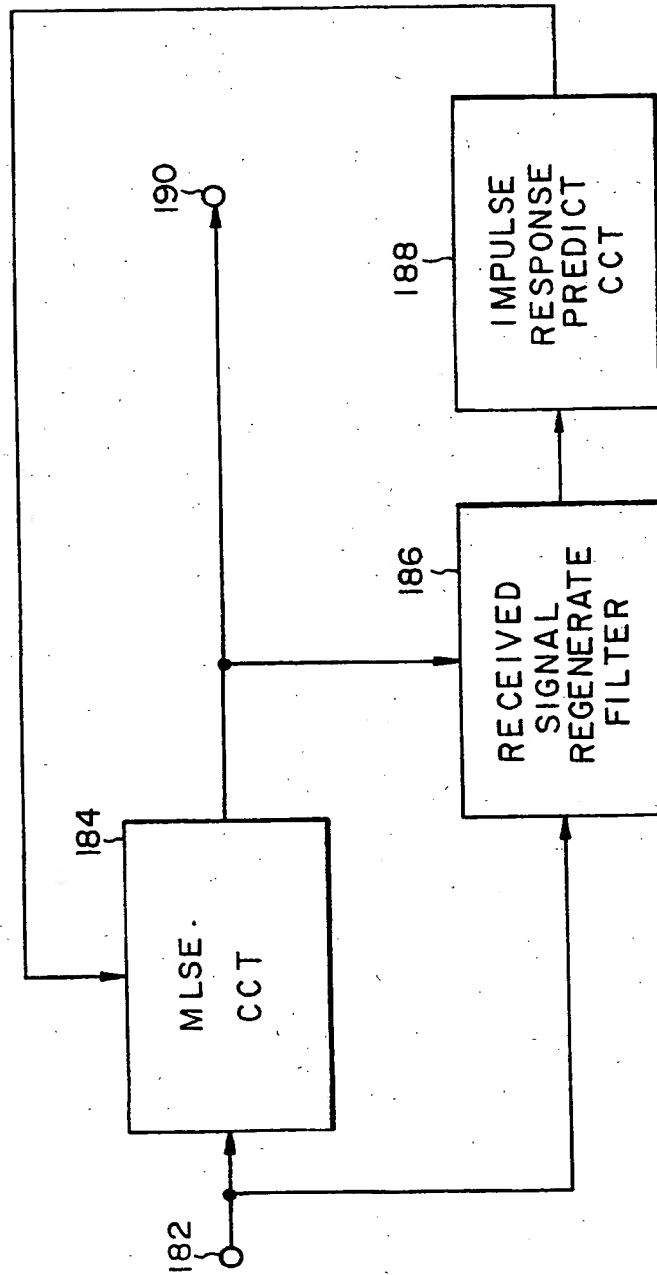 182
184
MLSE.
CCT
190
186
RECEIVED
SIGNAL
REGENERATE
FILTER
188
IMPULSE
RESPONSE
PREDICT
CCT